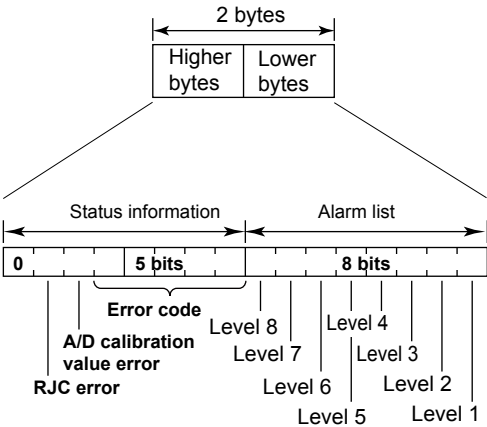 2 bytes
Higher bytes
Lower bytes
Status information
Alarm list
0
5 bits
8 bits
Error code
A/D calibration value error
RJC error
Level 8
Level 7
Level 6
Level 5
Level 4
Level 3
Level 2
Level 1